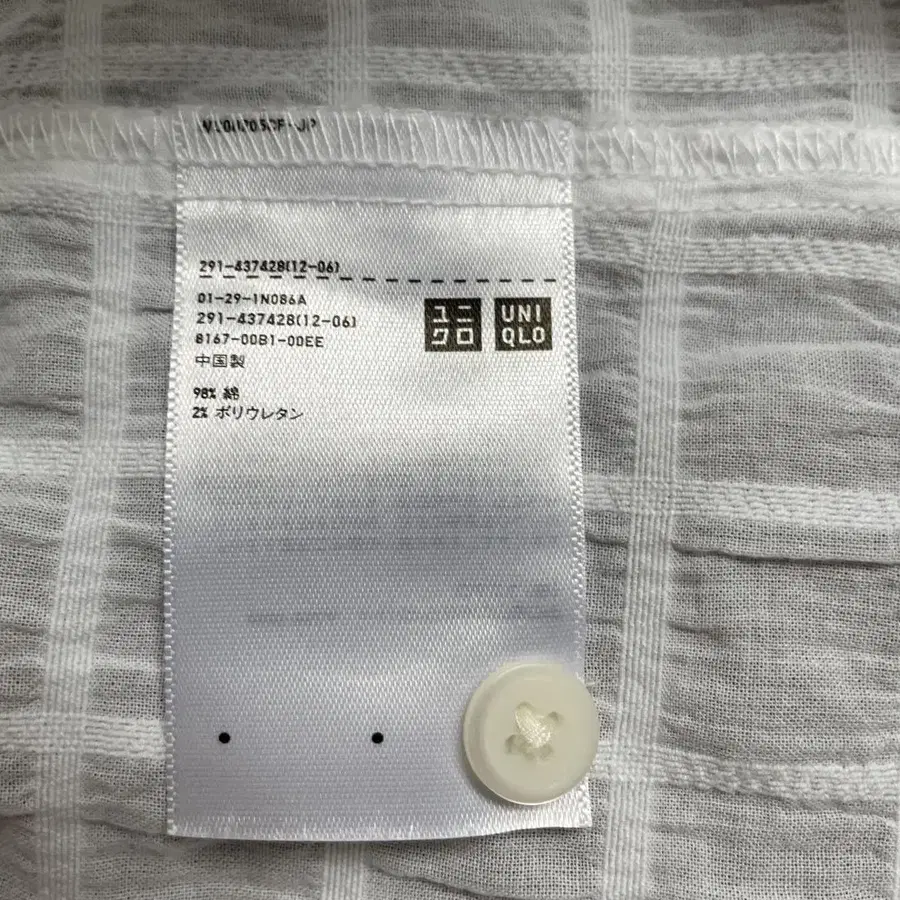 291-437428(12-06)
01-29-1N086A
291-437428(12-06)
8167-00B1-00EE
中国製
98% 綿
2% ポリウレタン
ユニ
クロ
UNI
QLO